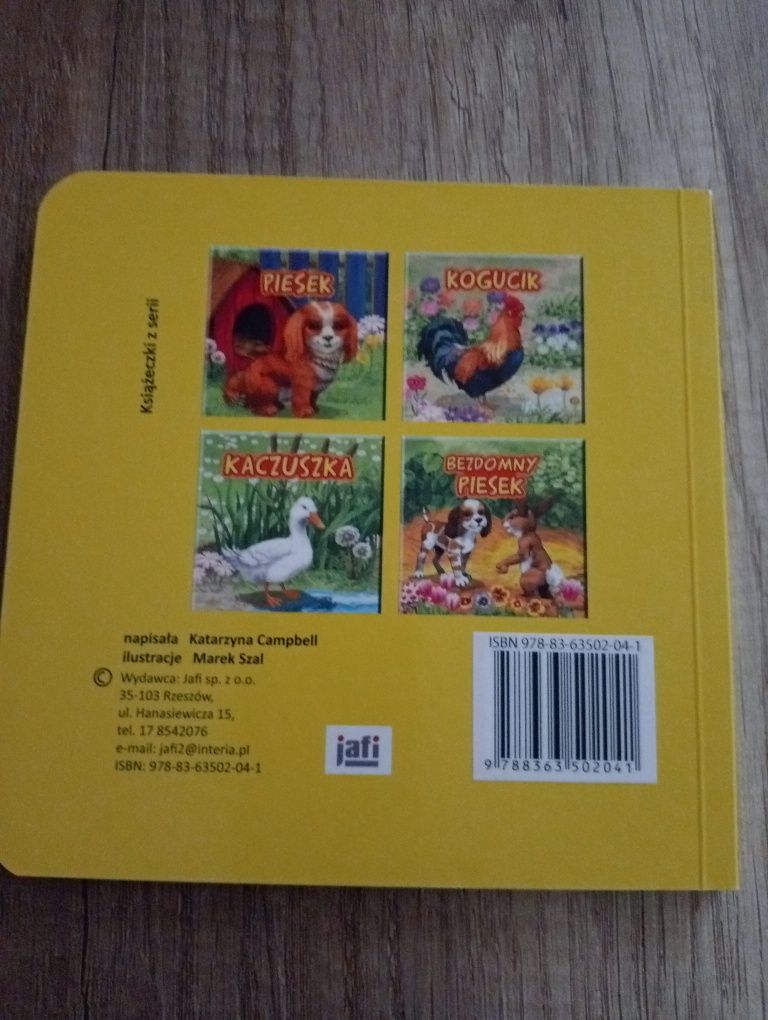 Książeczki z serii
PIESEK
KOGUCIK
KACZUSZKA
BEZDOMNY
PIESEK
napisała Katarzyna Campbell
ilustracje Marek Szal
© Wydawca: Jafi sp. z o.o.
35-103 Rzeszów,
ul. Hanasiewicza 15,
tel. 17 8542076
e-mail: jafi2@interia.pl
ISBN: 978-83-63502-04-1
jafi
ISBN 978-83-63502-04-1
9 788363 502041